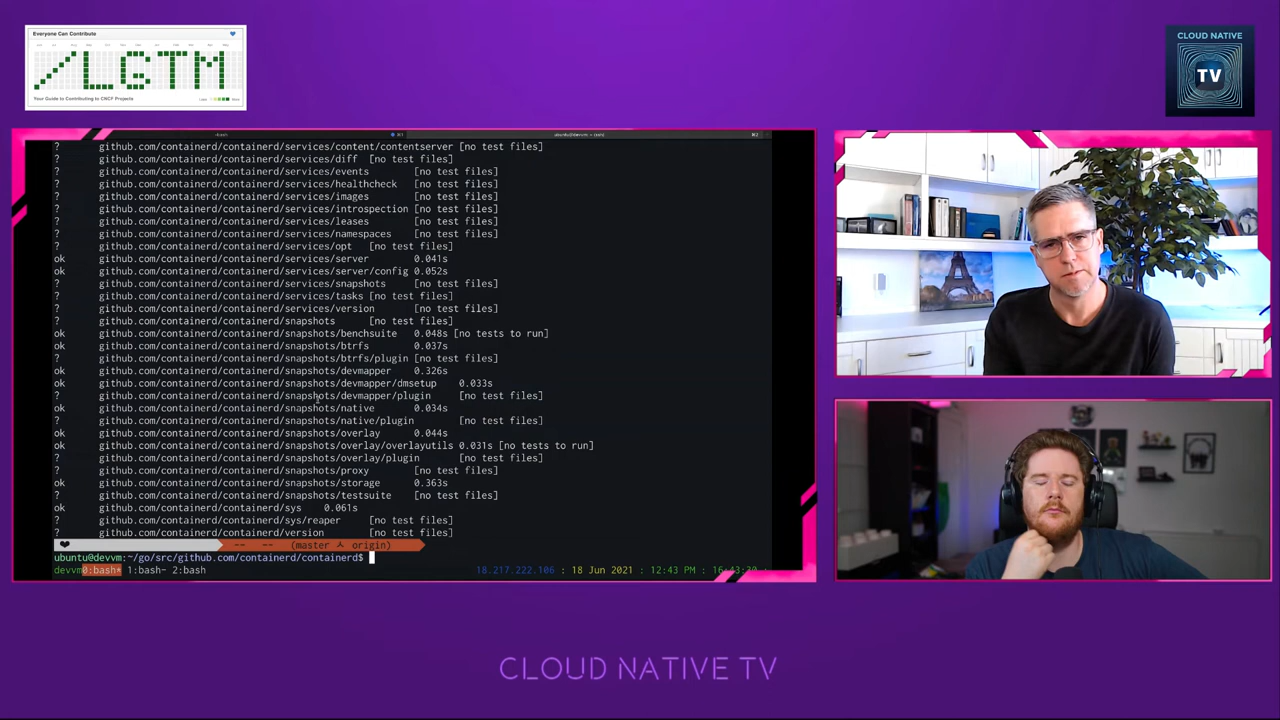 Everyone Can Contribute
/LGTM
Your Guide to Contributing to CNCF Projects
CLOUD NATIVE
TV
-bash
ubuntu@devvm: ~ (ssh)
? github.com/containerd/containerd/services/content/contentserver [no test files]
? github.com/containerd/containerd/services/diff [no test files]
? github.com/containerd/containerd/services/events [no test files]
? github.com/containerd/containerd/services/healthcheck [no test files]
? github.com/containerd/containerd/services/images [no test files]
? github.com/containerd/containerd/services/introspection [no test files]
? github.com/containerd/containerd/services/leases [no test files]
? github.com/containerd/containerd/services/namespaces [no test files]
? github.com/containerd/containerd/services/opt [no test files]
ok github.com/containerd/containerd/services/server 0.041s
ok github.com/containerd/containerd/services/server/config 0.052s
? github.com/containerd/containerd/services/snapshots [no test files]
? github.com/containerd/containerd/services/tasks [no test files]
? github.com/containerd/containerd/services/version [no test files]
? github.com/containerd/containerd/snapshots [no test files]
ok github.com/containerd/containerd/snapshots/benchsuite 0.048s [no tests to run]
ok github.com/containerd/containerd/snapshots/btrfs 0.037s
? github.com/containerd/containerd/snapshots/btrfs/plugin [no test files]
ok github.com/containerd/containerd/snapshots/devmapper 0.326s
ok github.com/containerd/containerd/snapshots/devmapper/dmsetup 0.033s
? github.com/containerd/containerd/snapshots/devmapper/plugin [no test files]
ok github.com/containerd/containerd/snapshots/native 0.034s
? github.com/containerd/containerd/snapshots/native/plugin [no test files]
ok github.com/containerd/containerd/snapshots/overlay 0.044s
ok github.com/containerd/containerd/snapshots/overlay/overlayutils 0.031s [no tests to run]
? github.com/containerd/containerd/snapshots/overlay/plugin [no test files]
? github.com/containerd/containerd/snapshots/proxy [no test files]
ok github.com/containerd/containerd/snapshots/storage 0.363s
? github.com/containerd/containerd/snapshots/testsuite [no test files]
ok github.com/containerd/containerd/sys 0.061s
? github.com/containerd/containerd/sys/reaper [no test files]
? github.com/containerd/containerd/version [no test files]
❤ -- -- (master ⅄ origin)
ubuntu@devvm:~/go/src/github.com/containerd/containerd$
devvm 0:bash* 1:bash- 2:bash 18.217.222.106 : 18 Jun 2021 : 12:43 PM : 16:43:30 :
CLOUD NATIVE TV